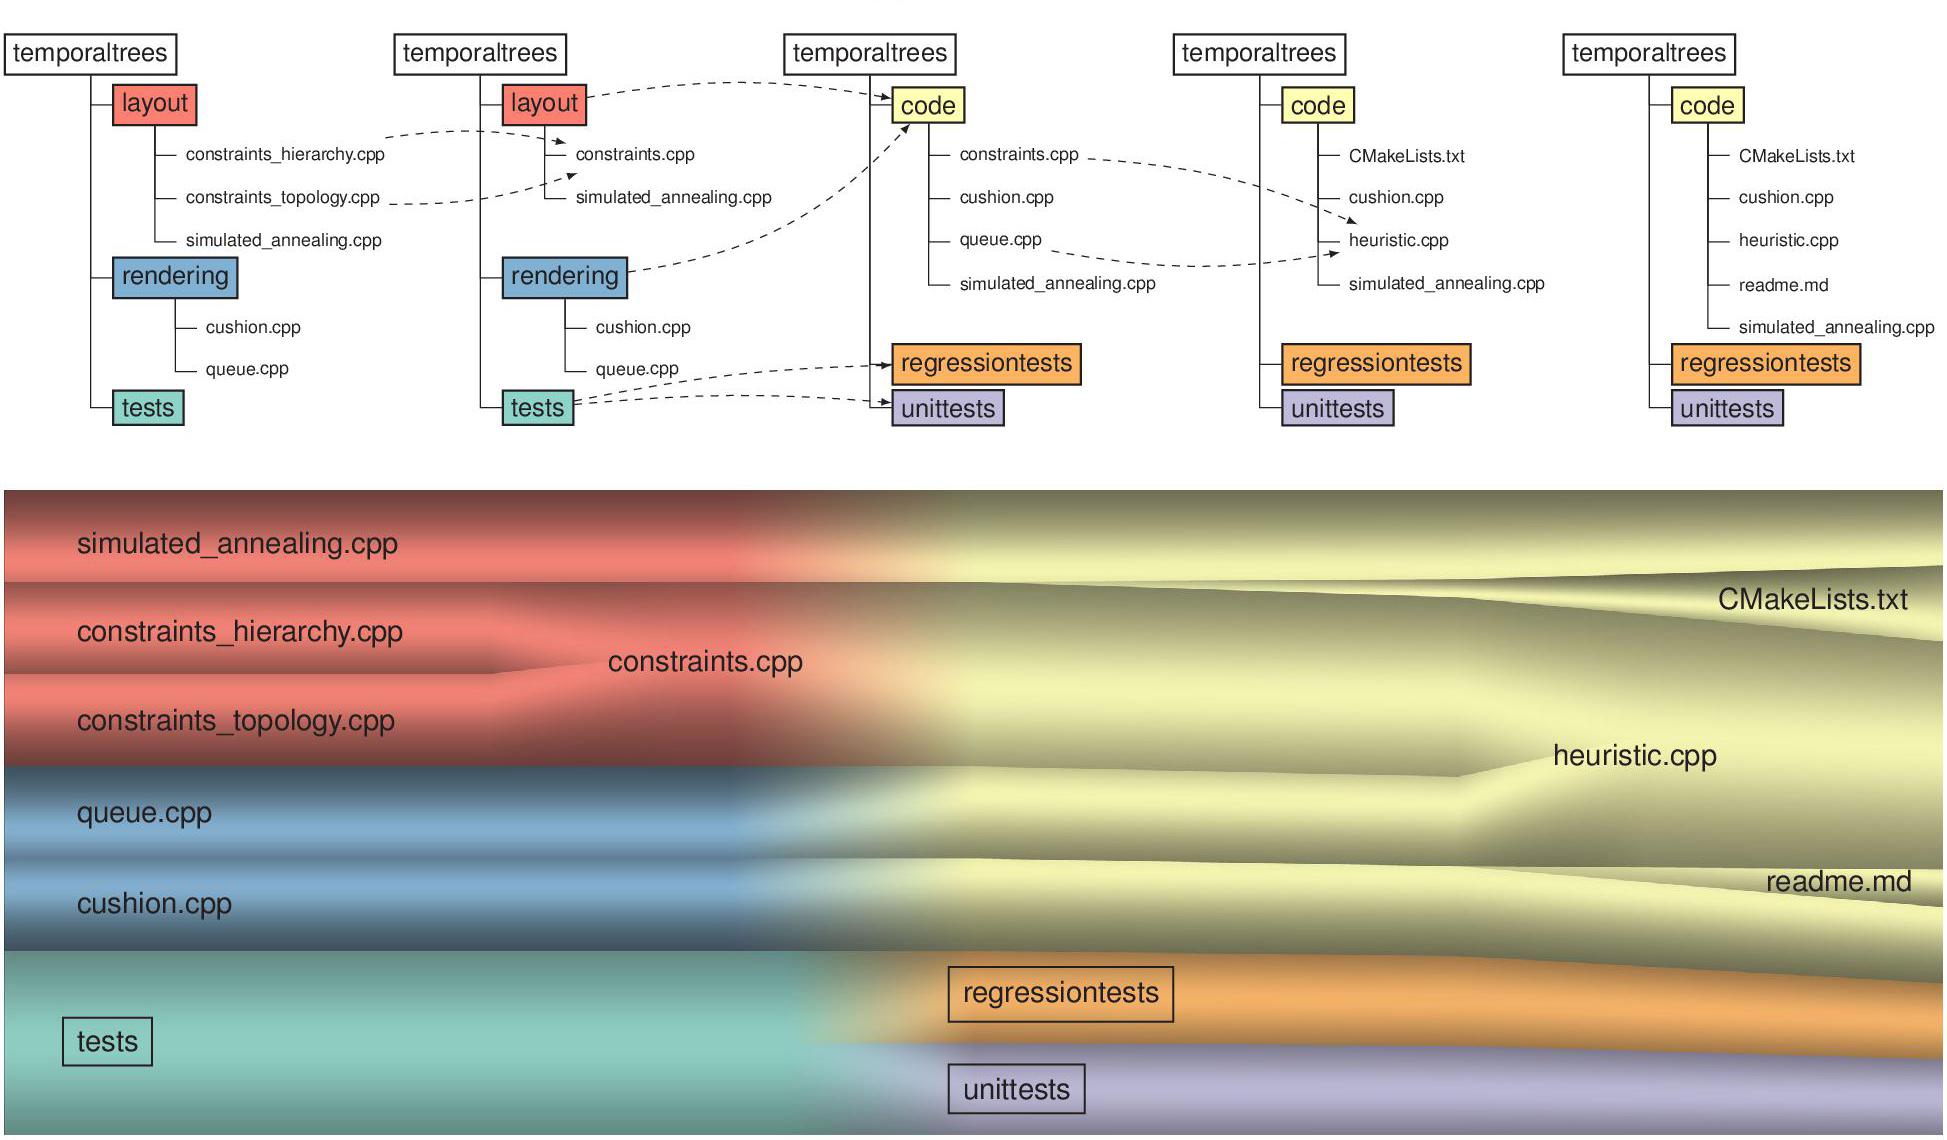 temporaltrees
layout
constraints_hierarchy.cpp
constraints_topology.cpp
simulated_annealing.cpp
rendering
cushion.cpp
queue.cpp
tests
temporaltrees
layout
constraints.cpp
simulated_annealing.cpp
rendering
cushion.cpp
queue.cpp
tests
temporaltrees
code
constraints.cpp
cushion.cpp
queue.cpp
simulated_annealing.cpp
regressiontests
unittests
temporaltrees
code
CMakeLists.txt
cushion.cpp
heuristic.cpp
simulated_annealing.cpp
regressiontests
unittests
temporaltrees
code
CMakeLists.txt
cushion.cpp
heuristic.cpp
readme.md
simulated_annealing.cpp
regressiontests
unittests
simulated_annealing.cpp
constraints_hierarchy.cpp
constraints_topology.cpp
queue.cpp
cushion.cpp
tests
constraints.cpp
regressiontests
unittests
heuristic.cpp
CMakeLists.txt
readme.md